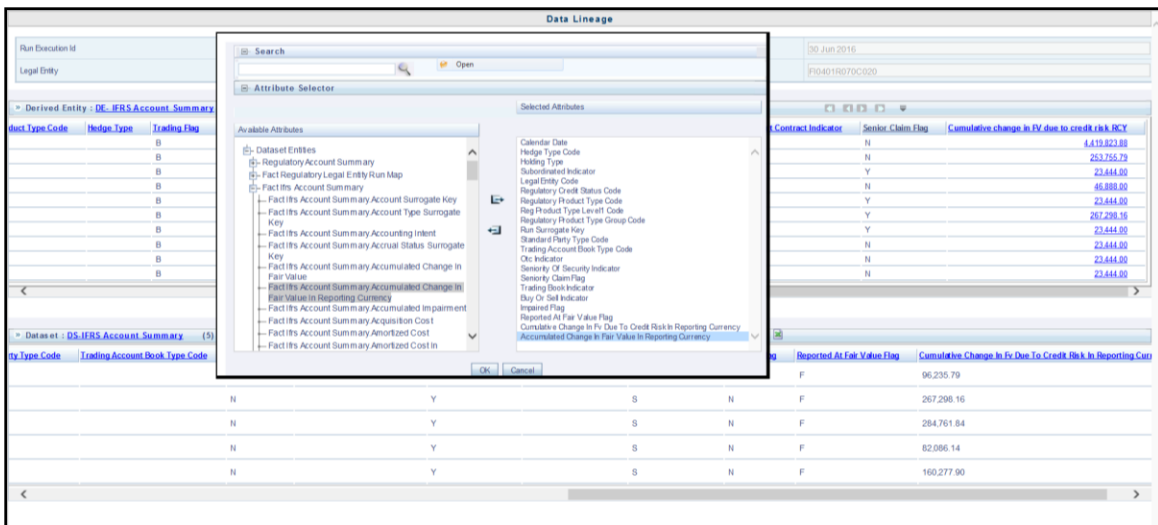 Data Lineage
Run Execution Id
30 Jun 2016
Legal Entity
FI0401R070C020
Search
Open
Attribute Selector
Selected Attributes
Available Attributes
Dataset Entities
Regulatory Account Summary
Fact Regulatory Legal Entity Run Map
Fact Ifrs Account Summary
Fact Ifrs Account Summary Account Surrogate Key
Fact Ifrs Account Summary Account Type Surrogate
Key
Fact Ifrs Account Summary Accounting Intent
Fact Ifrs Account Summary Accrual Status Surrogate
Key
Fact Ifrs Account Summary Accumulated Change In
Fair Value
Fact Ifrs Account Summary Accumulated Change In
Fair Value In Reporting Currency
Fact Ifrs Account Summary Accumulated Impairment
Fact Ifrs Account Summary Acquisition Cost
Fact Ifrs Account Summary Amortized Cost
Fact Ifrs Account Summary Amortized Cost In
Calendar Date
Hedge Type Code
Holding Type
Subordinated Indicator
Legal Entity Code
Regulatory Credit Status Code
Regulatory Product Type Code
Reg Product Type Level1 Code
Regulatory Product Type Group Code
Run Surrogate Key
Standard Party Type Code
Trading Account Book Type Code
Otc Indicator
Seniority Of Security Indicator
Seniority Claim Flag
Trading Book Indicator
Buy Or Sell Indicator
Impaired Flag
Reported At Fair Value Flag
Cumulative Change In Fv Due To Credit Risk In Reporting Currency
Accumulated Change In Fair Value In Reporting Currency
OK Cancel
Derived Entity : DE- IFRS Account Summary
duct Type Code Hedge Type Trading Flag t Contract Indicator Senior Claim Flag Cumulative change in FV due to credit risk RCY
B N 4,419,823.88
B N 253,755.79
B Y 23,444.00
B N 46,888.00
B Y 23,444.00
B Y 267,298.16
B Y 23,444.00
B N 23,444.00
B N 23,444.00
B N 23,444.00
Dataset : DS-IFRS Account Summary (5)
rty Type Code Trading Account Book Type Code ng Reported At Fair Value Flag Cumulative Change In Fv Due To Credit Risk In Reporting Curr
F 96,235.79
N Y S N F 267,298.16
N Y S N F 284,761.84
N Y S N F 82,086.14
N Y S N F 160,277.90